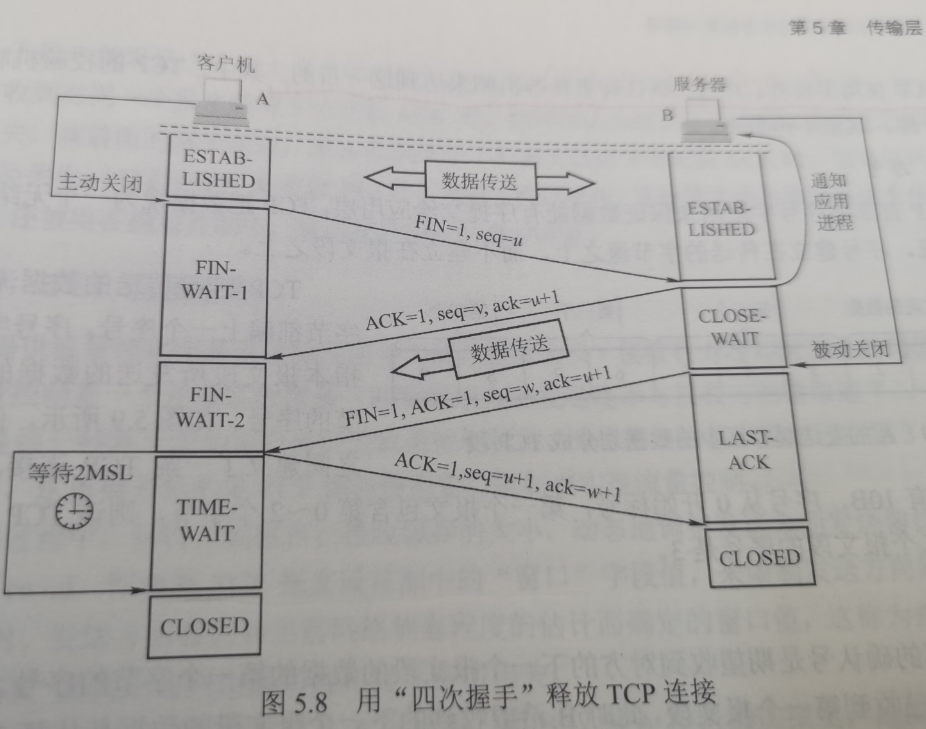 第 5 章 传输层
客户机
A
服务器
B
ESTAB-
LISHED
主动关闭
数据传送
通知
应用
进程
ESTAB-
LISHED
FIN=1, seq=u
FIN-
WAIT-1
ACK=1, seq=v, ack=u+1
CLOSE-
WAIT
数据传送
被动关闭
FIN-
WAIT-2
FIN=1, ACK=1, seq=w, ack=u+1
LAST-
ACK
等待2MSL
ACK=1,seq=u+1, ack=w+1
TIME-
WAIT
CLOSED
CLOSED
图 5.8 用“四次握手”释放 TCP 连接